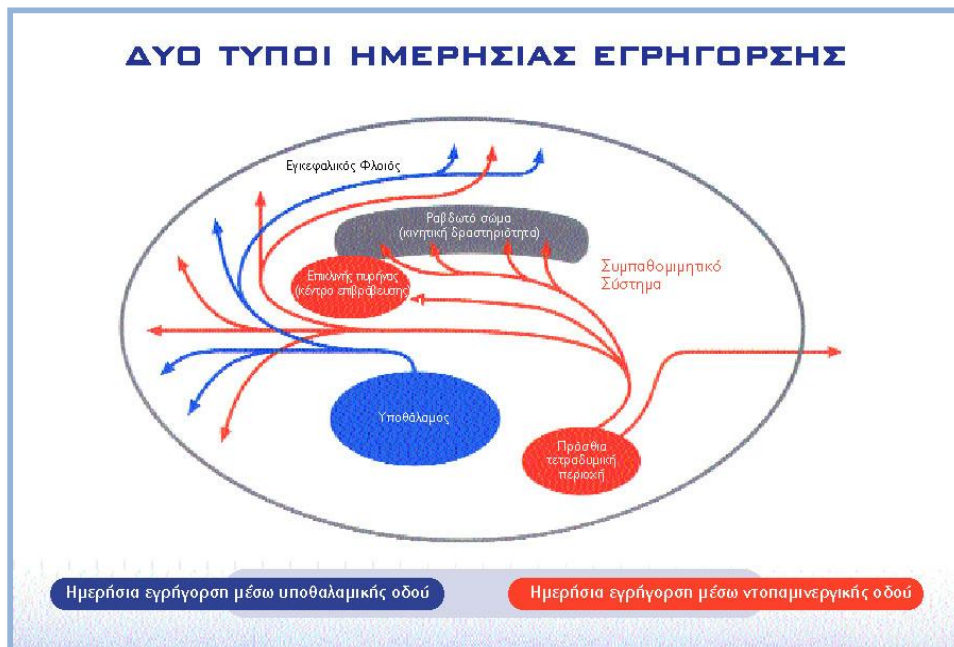 ΔΥΟ ΤΥΠΟΙ ΗΜΕΡΗΣΙΑΣ ΕΓΡΗΓΟΡΣΗΣ
Εγκεφαλικός Φλοιός
Ραβδωτό σώμα
(κινητική δραστηριότητα)
Επικλινής πυρήνας
(κέντρο επιβράβευσης)
Συμπαθομιμητικό
Σύστημα
Υποθάλαμος
Πρόσθια
τετραδυμική
περιοχή
Ημερήσια εγρήγορση μέσω υποθαλαμικής οδού
Ημερήσια εγρήγορση μέσω ντοπαμινεργικής οδού